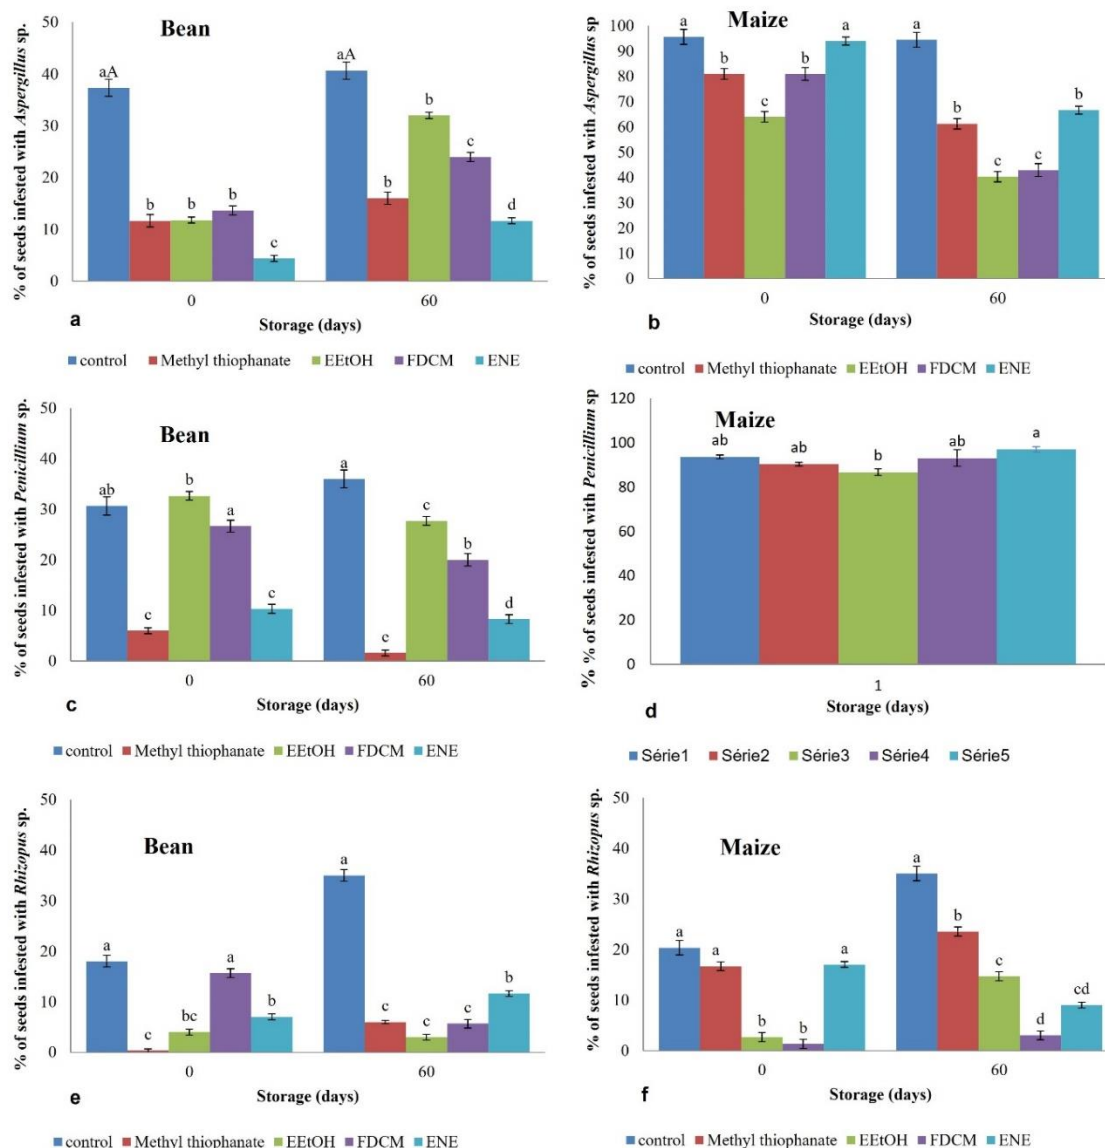 Bean
% of seeds infested with Aspergillus sp.
50
40
30
20
10
0
aA
b
b
b
c
aA
b
b
c
d
0
60
Storage (days)
a
control
Methyl thiophanate
EEtOH
FDCM
ENE
Maize
% of seeds infested with Aspergillus sp.
100
90
80
70
60
50
40
30
20
10
0
a
b
c
b
a
a
b
c
c
b
0
60
Storage (days)
b
control
Methyl thiophanate
EEtOH
FDCM
ENE
Bean
% of seeds infested with Penicillium sp.
50
40
30
20
10
0
ab
c
b
a
c
a
c
c
b
d
0
60
Storage (days)
c
control
Methyl thiophanate
EEtOH
FDCM
ENE
Maize
% % of seeds infested with Penicillium sp
120
100
80
60
40
20
0
ab
ab
b
ab
a
1
Storage (days)
d
Série1
Série2
Série3
Série4
Série5
Bean
% of seeds infested with Rhizopus sp.
50
40
30
20
10
0
a
c
bc
a
b
a
c
c
c
b
0
60
Storage (days)
e
control
Methyl thiophanate
EEtOH
FDCM
ENE
Maize
% of seeds infested with Rhizopus sp.
50
40
30
20
10
0
a
a
b
b
a
a
b
c
d
cd
0
60
Storage (days)
f
control
Methyl thiophanate
EEtOH
FDCM
ENE